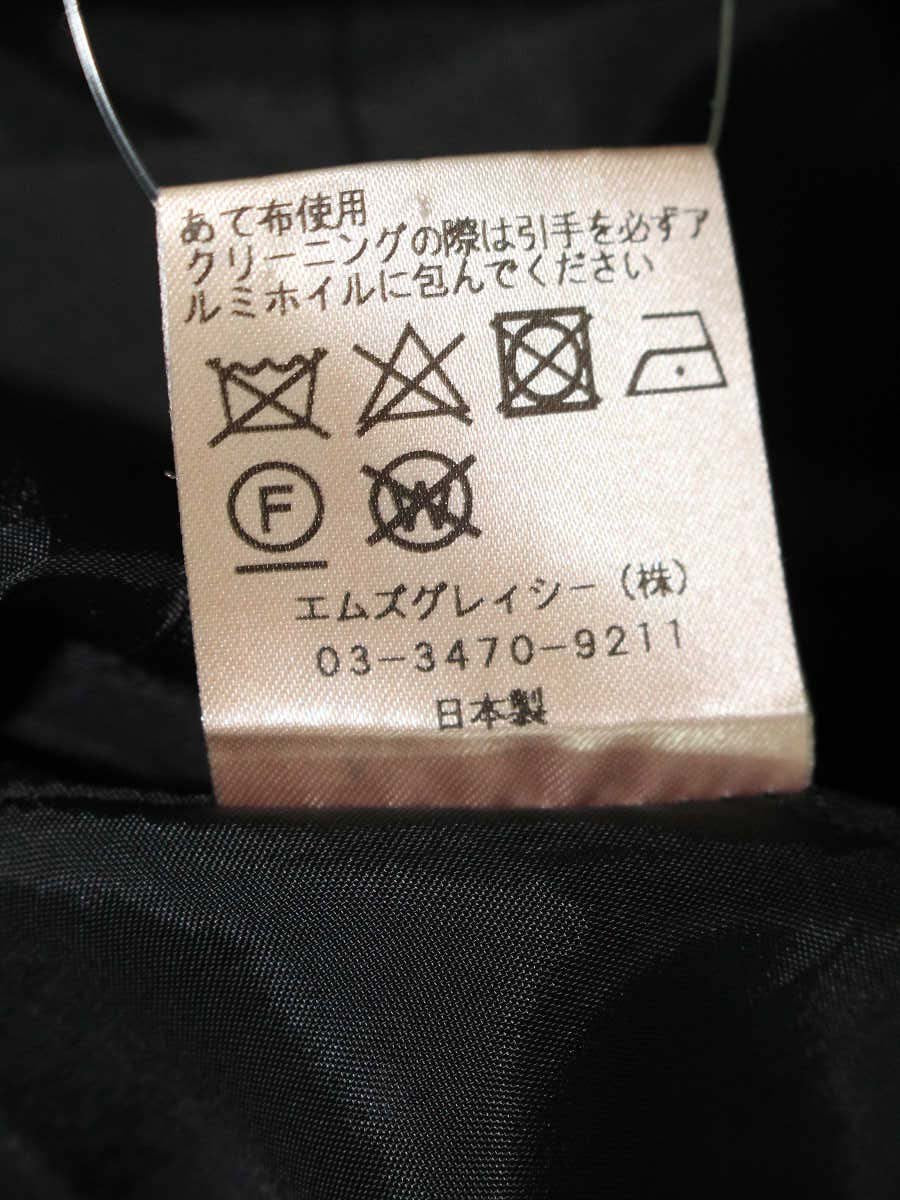 あて布使用
クリーニングの際は引手を必ずア
ルミホイルに包んでください
F W
エムズグレイシー(株)
03-3470-9211
日本製